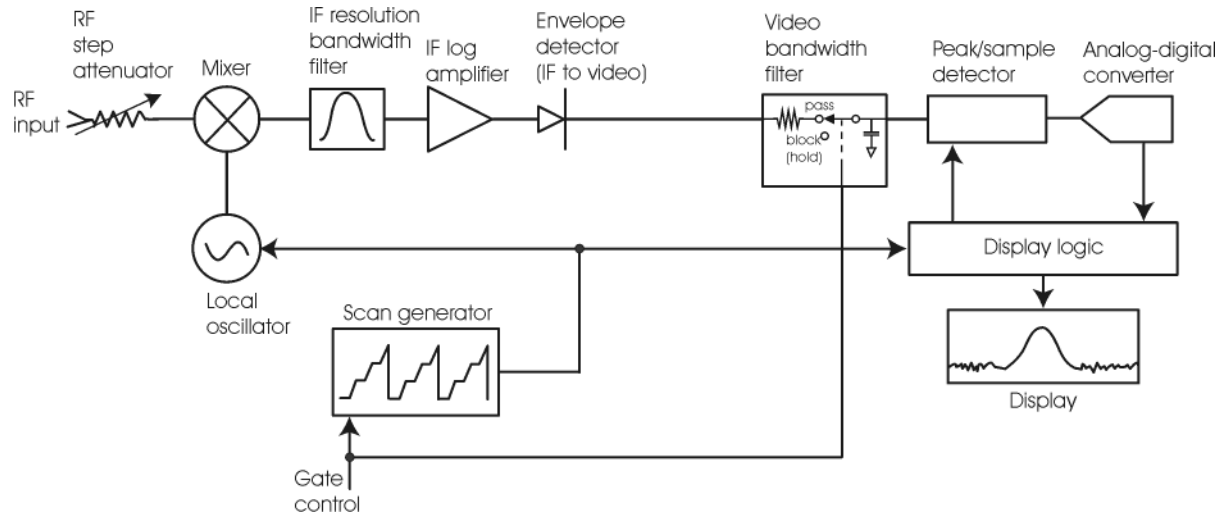 RF
step
attenuator
RF
input
Mixer
IF resolution
bandwidth
filter
IF log
amplifier
Envelope
detector
(IF to video)
Video
bandwidth
filter
pass
block
(hold)
Peak/sample
detector
Analog-digital
converter
Local
oscillator
Scan generator
Gate
control
Display logic
Display